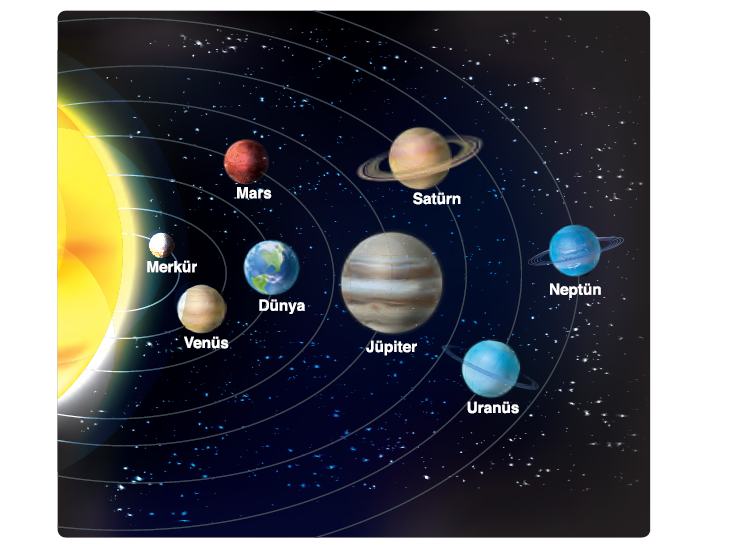 Mars
Satürn
Merkür
Neptün
Dünya
Venüs
Jüpiter
Uranüs